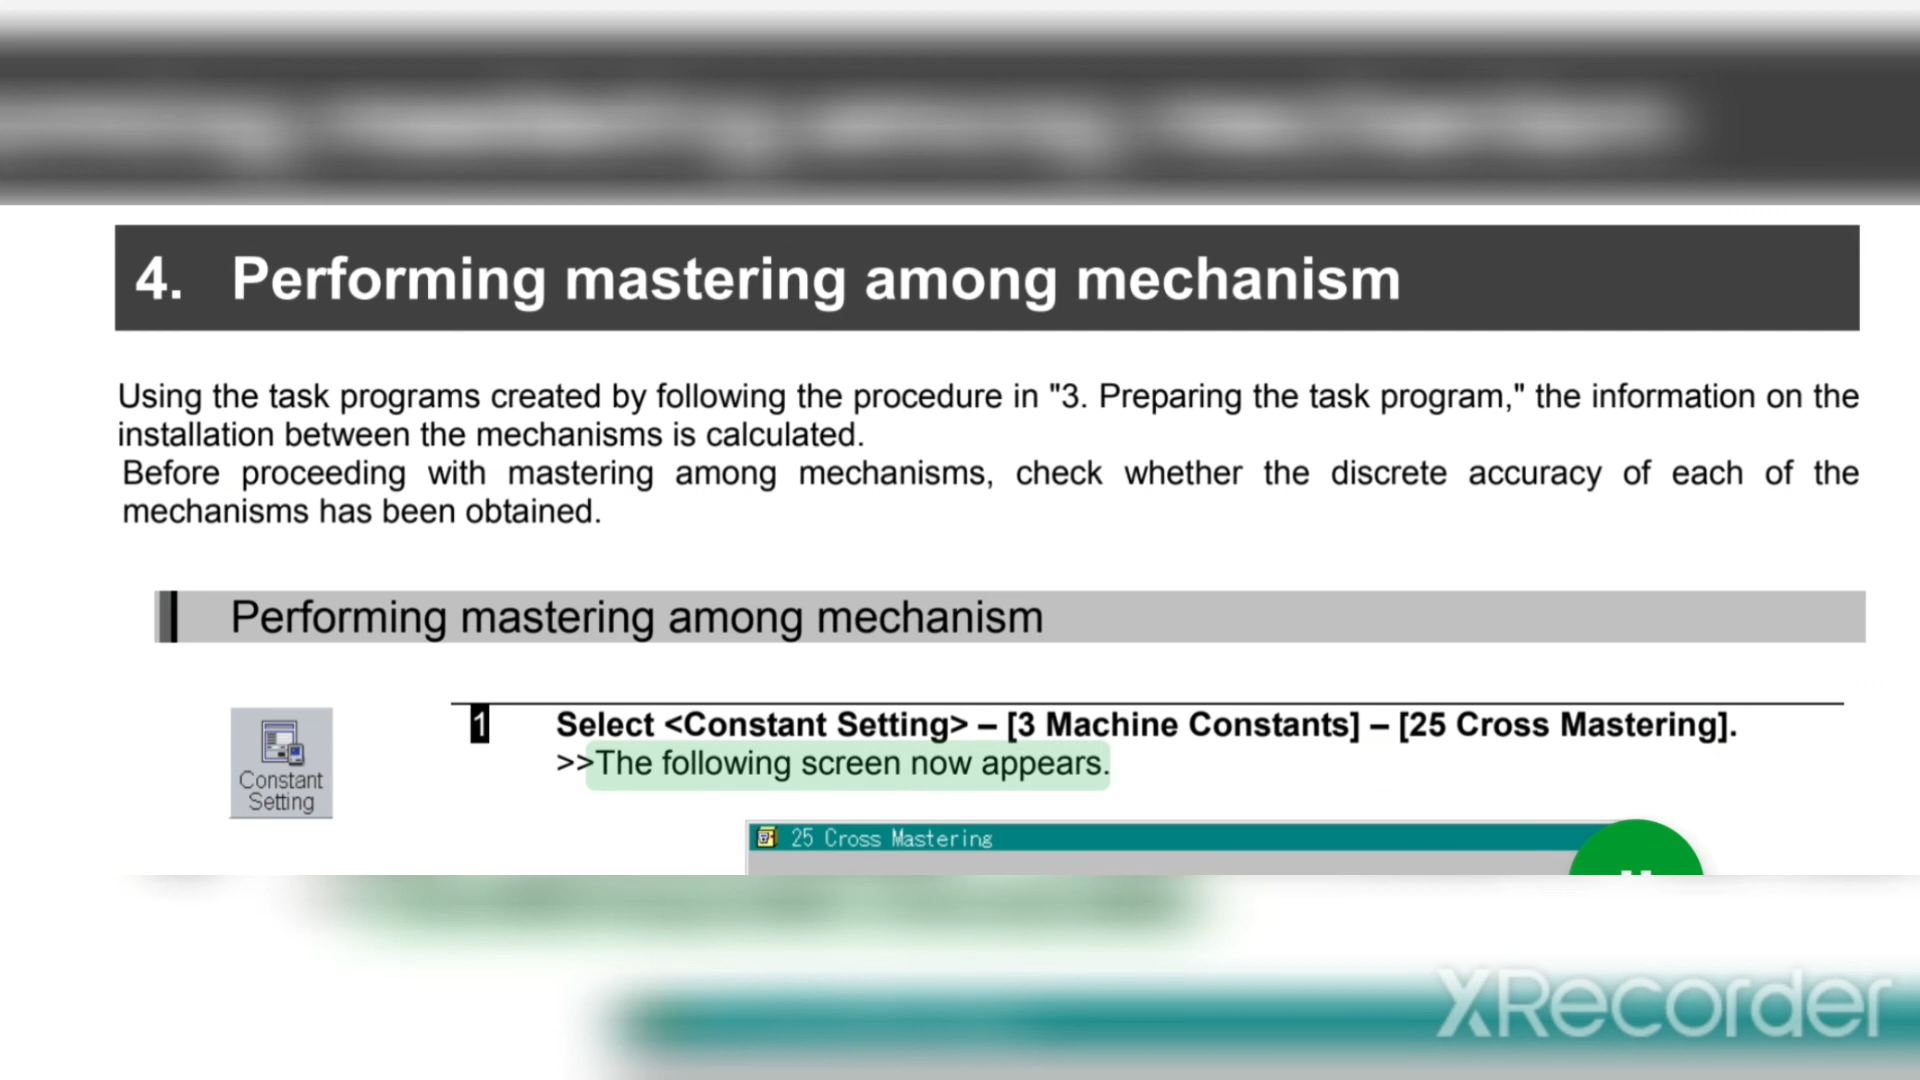 4. Performing mastering among mechanism
Using the task programs created by following the procedure in "3. Preparing the task program," the information on the
installation between the mechanisms is calculated.
Before proceeding with mastering among mechanisms, check whether the discrete accuracy of each of the
mechanisms has been obtained.
Performing mastering among mechanism
Constant
Setting
1 Select <Constant Setting> – [3 Machine Constants] – [25 Cross Mastering].
>>The following screen now appears.
25 Cross Mastering
XRecorder